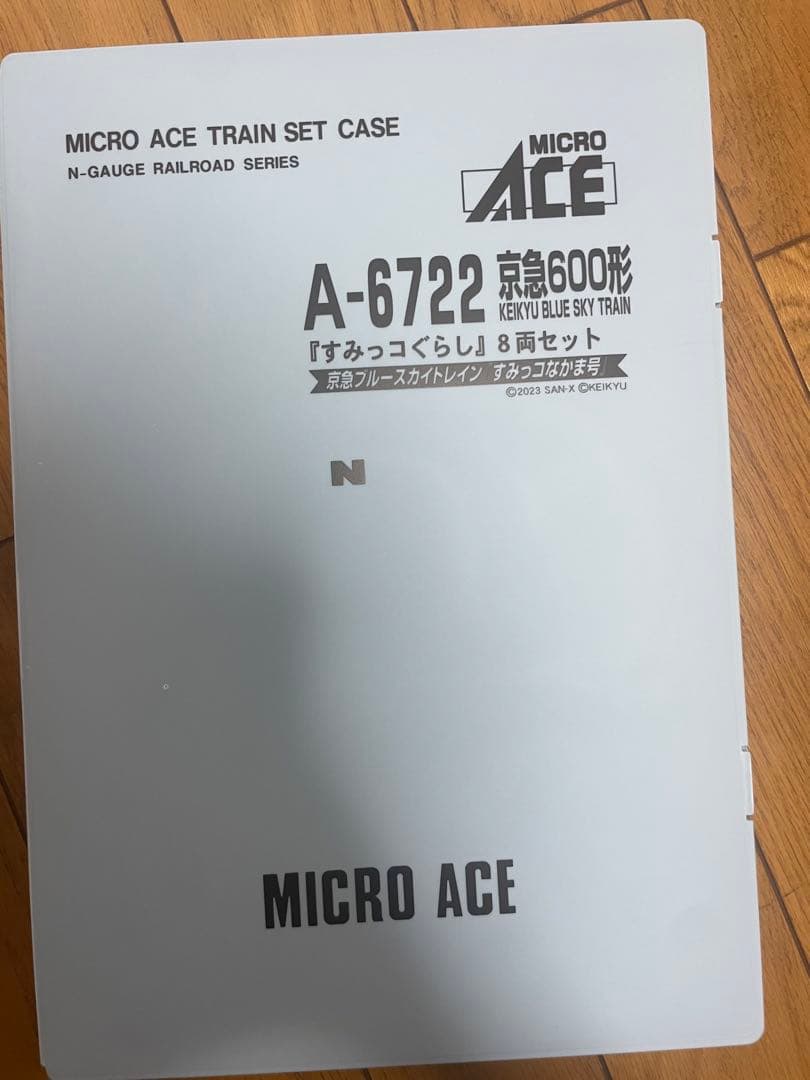 MICRO ACE TRAIN SET CASE
N-GAUGE RAILROAD SERIES
MICRO
ACE
A-6722 京急600形
KEIKYU BLUE SKY TRAIN
『すみっコぐらし』8両セット
京急ブルースカイトレイン『すみっコなかま号』
©2023 SAN-X ©KEIKYU
N
MICRO ACE